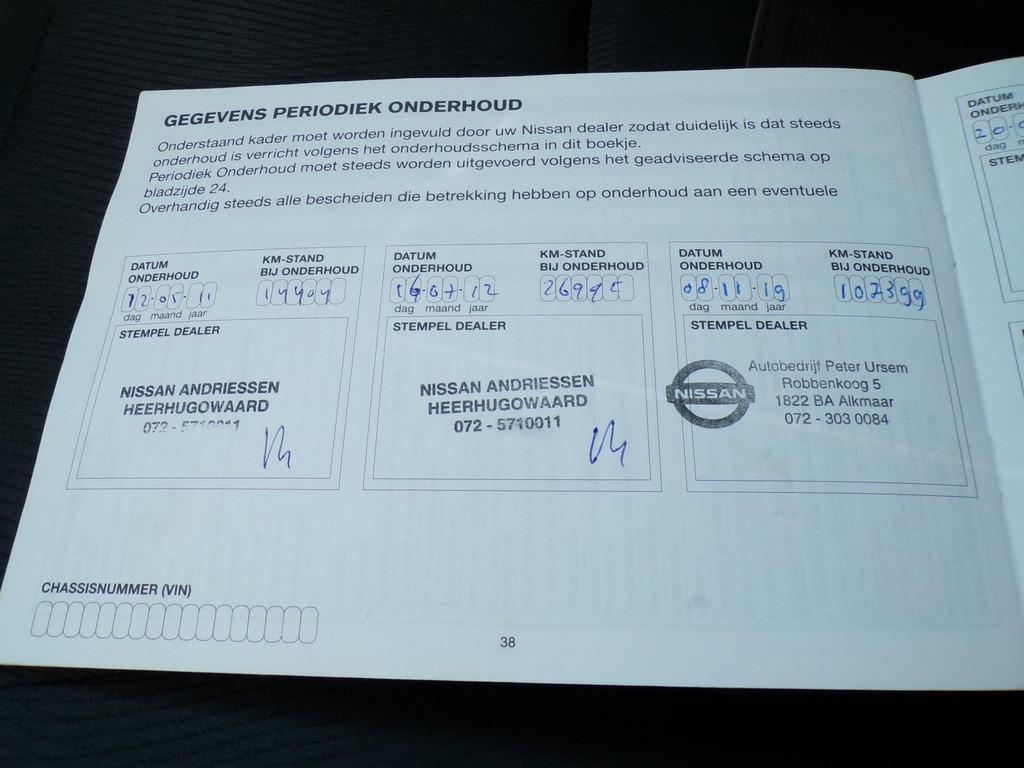 GEGEVENS PERIODIEK ONDERHOUD
Onderstaand kader moet worden ingevuld door uw Nissan dealer zodat duidelijk is dat steeds
onderhoud is verricht volgens het onderhoudsschema in dit boekje.
Periodiek Onderhoud moet steeds worden uitgevoerd volgens het geadviseerde schema op
bladzijde 24.
Overhandig steeds alle bescheiden die betrekking hebben op onderhoud aan een eventuele
DATUM
ONDERHOUD
KM-STAND
BIJ ONDERHOUD
12-05-11
dag maand jaar
STEMPEL DEALER
NISSAN ANDRIESSEN
HEERHUGOWAARD
072 - 5710011
DATUM
ONDERHOUD
KM-STAND
BIJ ONDERHOUD
16-07-12
dag maand jaar
STEMPEL DEALER
NISSAN ANDRIESSEN
HEERHUGOWAARD
072 - 5710011
DATUM
ONDERHOUD
KM-STAND
BIJ ONDERHOUD
08-11-19
107399
dag maand jaar
STEMPEL DEALER
NISSAN
Autobedrijf Peter Ursem
Robbenkoog 5
1822 BA Alkmaar
072 - 303 0084
DATUM
20-
dag
CHASSISNUMMER (VIN)
38